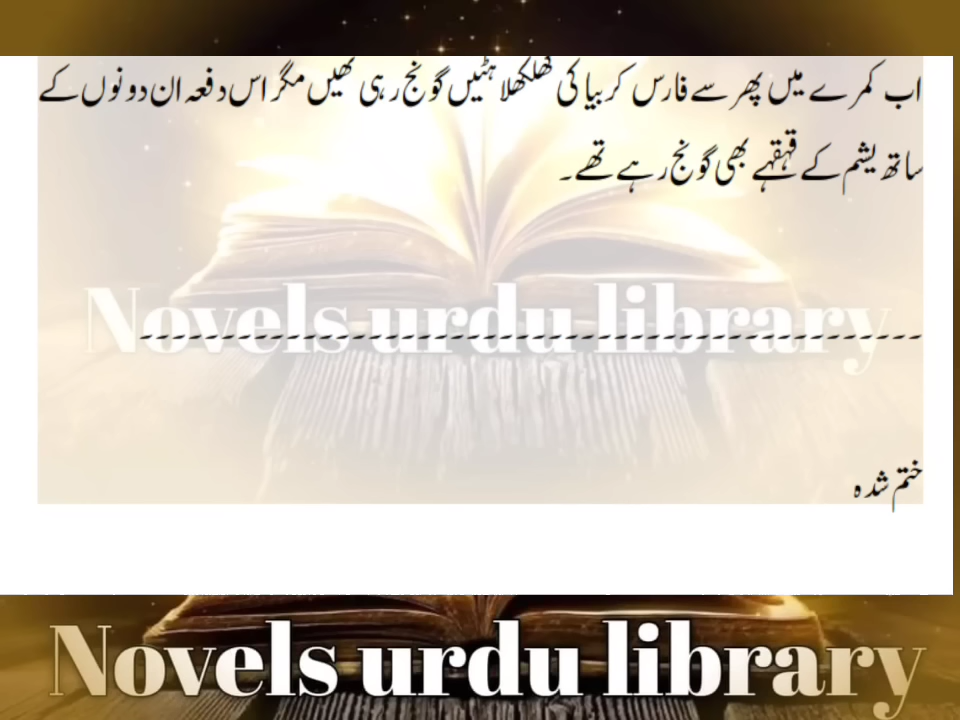 اب کمرے میں پھر سے فارس کر بیا کی کھلکھلاہٹیں گونج رہی تھیں مگر اس دفعہ ان دونوں کے
ساتھ یشم کے قہقہے بھی گونج رہے تھے۔
Novels urdu library
۔۔۔۔۔۔۔۔۔۔۔۔۔۔۔۔۔۔۔۔۔۔۔۔۔۔۔۔۔۔۔۔۔۔۔۔۔۔۔۔۔۔۔۔۔۔۔۔
ختم شدہ
Novels urdu library